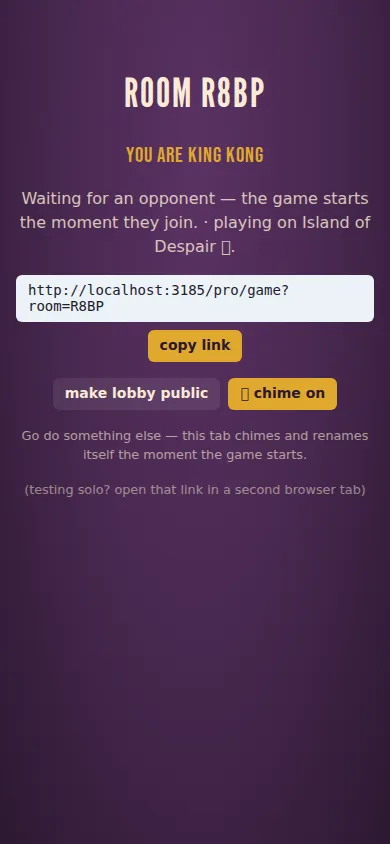 ROOM R8BP
YOU ARE KING KONG
Waiting for an opponent — the game starts
the moment they join. · playing on Island of
Despair .
http://localhost:3185/pro/game?
room=R8BP
copy link
make lobby public
chime on
Go do something else — this tab chimes and renames
itself the moment the game starts.
(testing solo? open that link in a second browser tab)